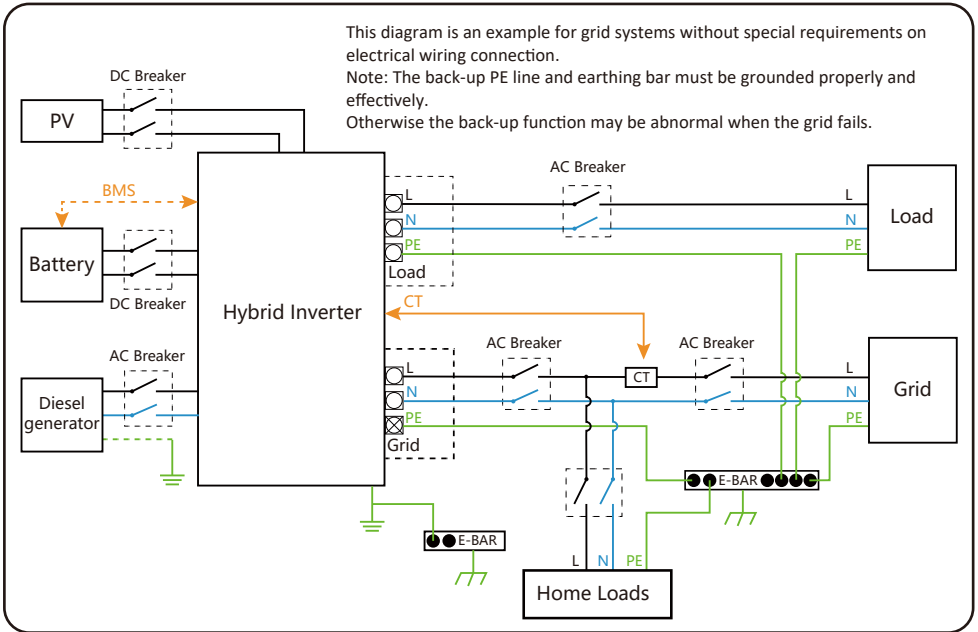 This diagram is an example for grid systems without special requirements on
electrical wiring connection.
Note: The back-up PE line and earthing bar must be grounded properly and
effectively.
Otherwise the back-up function may be abnormal when the grid fails.
DC Breaker
PV
BMS
Battery
DC Breaker
AC Breaker
Diesel
generator
Hybrid Inverter
L
N
PE
Load
AC Breaker
L
N
PE
Load
CT
L
N
PE
Grid
AC Breaker
CT
AC Breaker
L
N
PE
Grid
E-BAR
E-BAR
L
N
PE
Home Loads